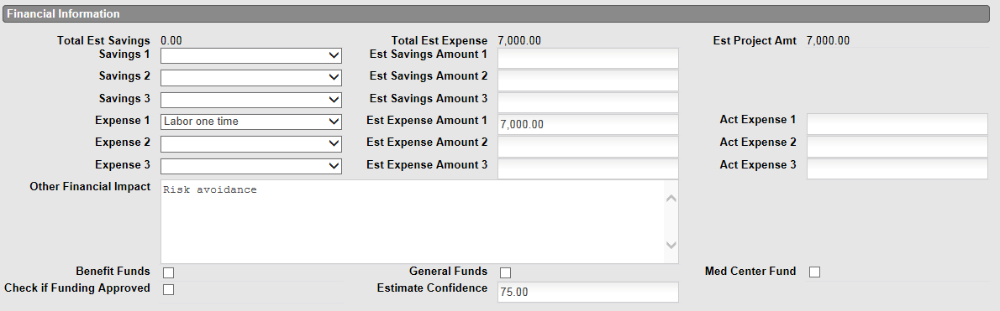 Financial Information
Total Est Savings 0.00 Total Est Expense 7,000.00 Est Project Amt 7,000.00
Savings 1 Est Savings Amount 1
Savings 2 Est Savings Amount 2
Savings 3 Est Savings Amount 3
Expense 1 Labor one time Est Expense Amount 1 7,000.00 Act Expense 1
Expense 2 Est Expense Amount 2 Act Expense 2
Expense 3 Est Expense Amount 3 Act Expense 3
Other Financial Impact Risk avoidance
Benefit Funds General Funds Med Center Fund
Check if Funding Approved Estimate Confidence 75.00